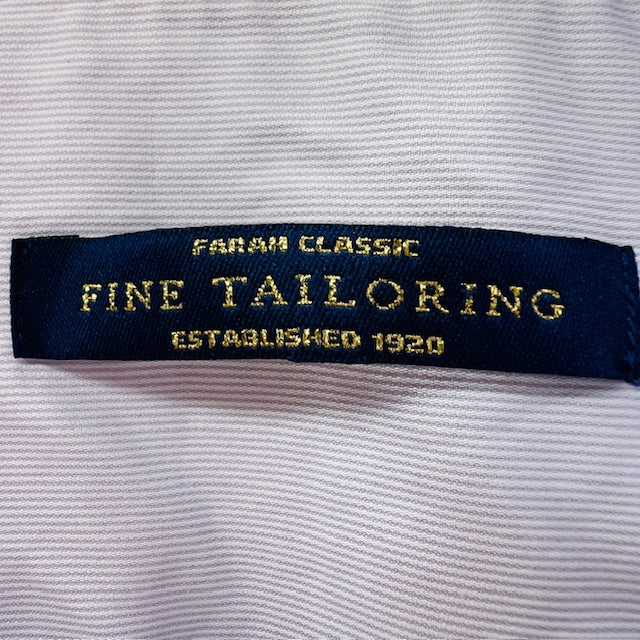 FARAH CLASSIC
FINE TAILORING
ESTABLISHED 1920